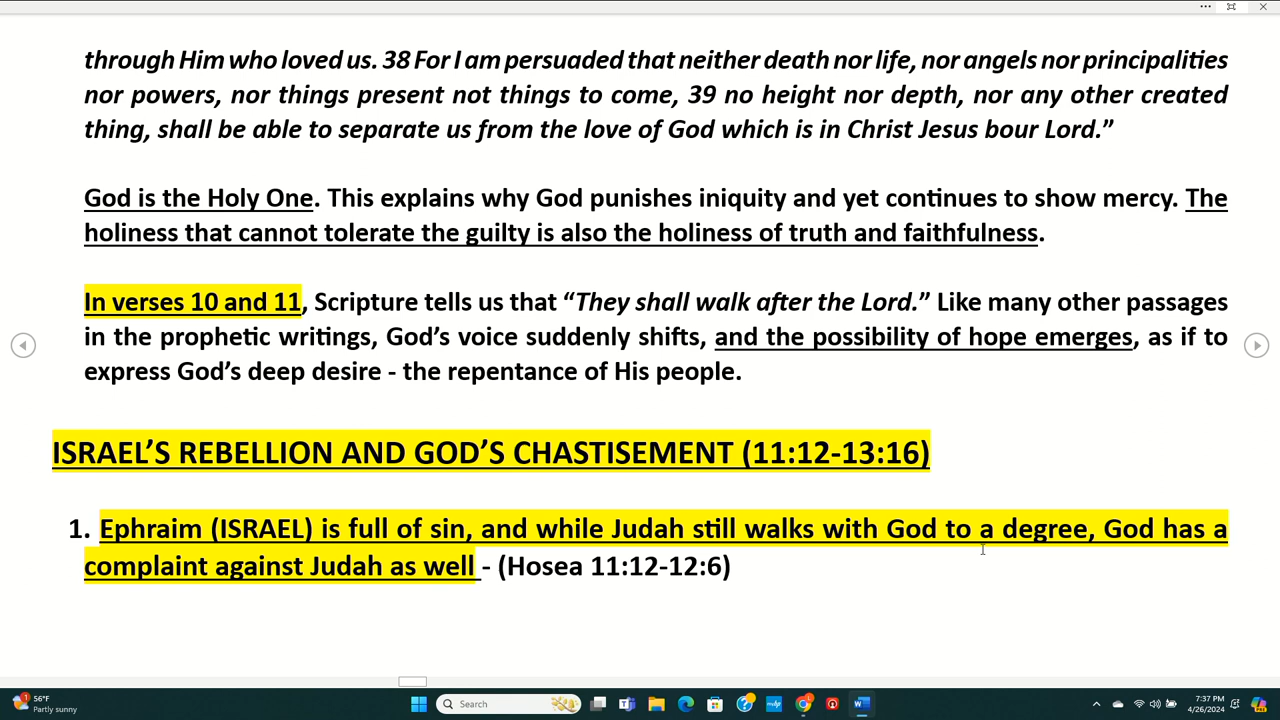 through Him who loved us. 38 For I am persuaded that neither death nor life, nor angels nor principalities
nor powers, nor things present not things to come, 39 no height nor depth, nor any other created
thing, shall be able to separate us from the love of God which is in Christ Jesus bour Lord.”
God is the Holy One. This explains why God punishes iniquity and yet continues to show mercy. The
holiness that cannot tolerate the guilty is also the holiness of truth and faithfulness.
In verses 10 and 11, Scripture tells us that “They shall walk after the Lord.” Like many other passages
in the prophetic writings, God’s voice suddenly shifts, and the possibility of hope emerges, as if to
express God’s deep desire - the repentance of His people.
ISRAEL’S REBELLION AND GOD’S CHASTISEMENT (11:12-13:16)
1. Ephraim (ISRAEL) is full of sin, and while Judah still walks with God to a degree, God has a
complaint against Judah as well - (Hosea 11:12-12:6)
1
56°F
Partly sunny
Search
7:37 PM
4/26/2024